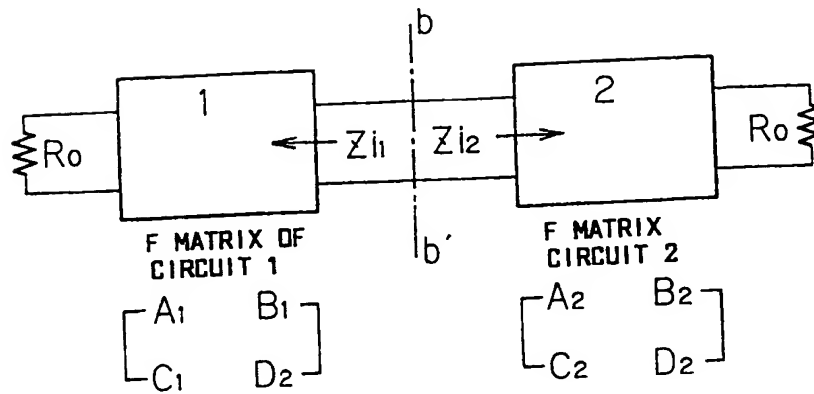 b
1
2
Ro
Zi1
Zi2
Ro
b′
F MATRIX OF
CIRCUIT 1
F MATRIX
CIRCUIT 2
A1 B1
C1 D2
A2 B2
C2 D2